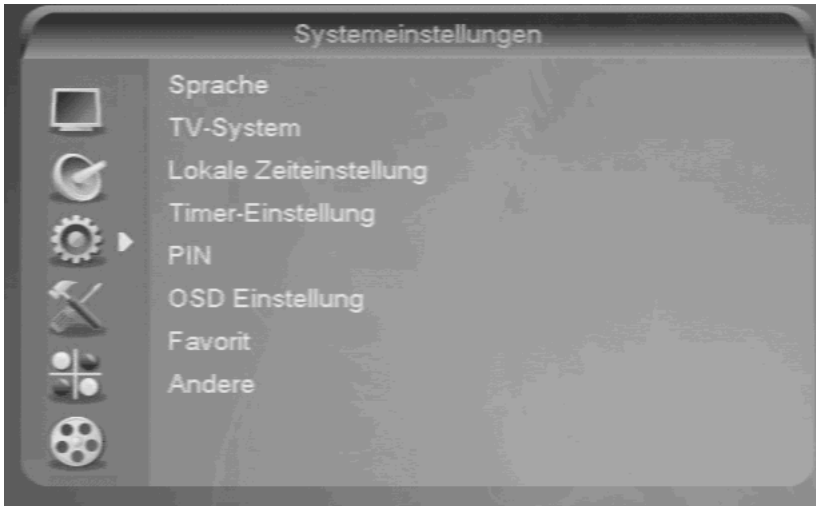 Systemeinstellungen
Sprache
TV-System
Lokale Zeiteinstellung
Timer-Einstellung
PIN
OSD Einstellung
Favorit
Andere